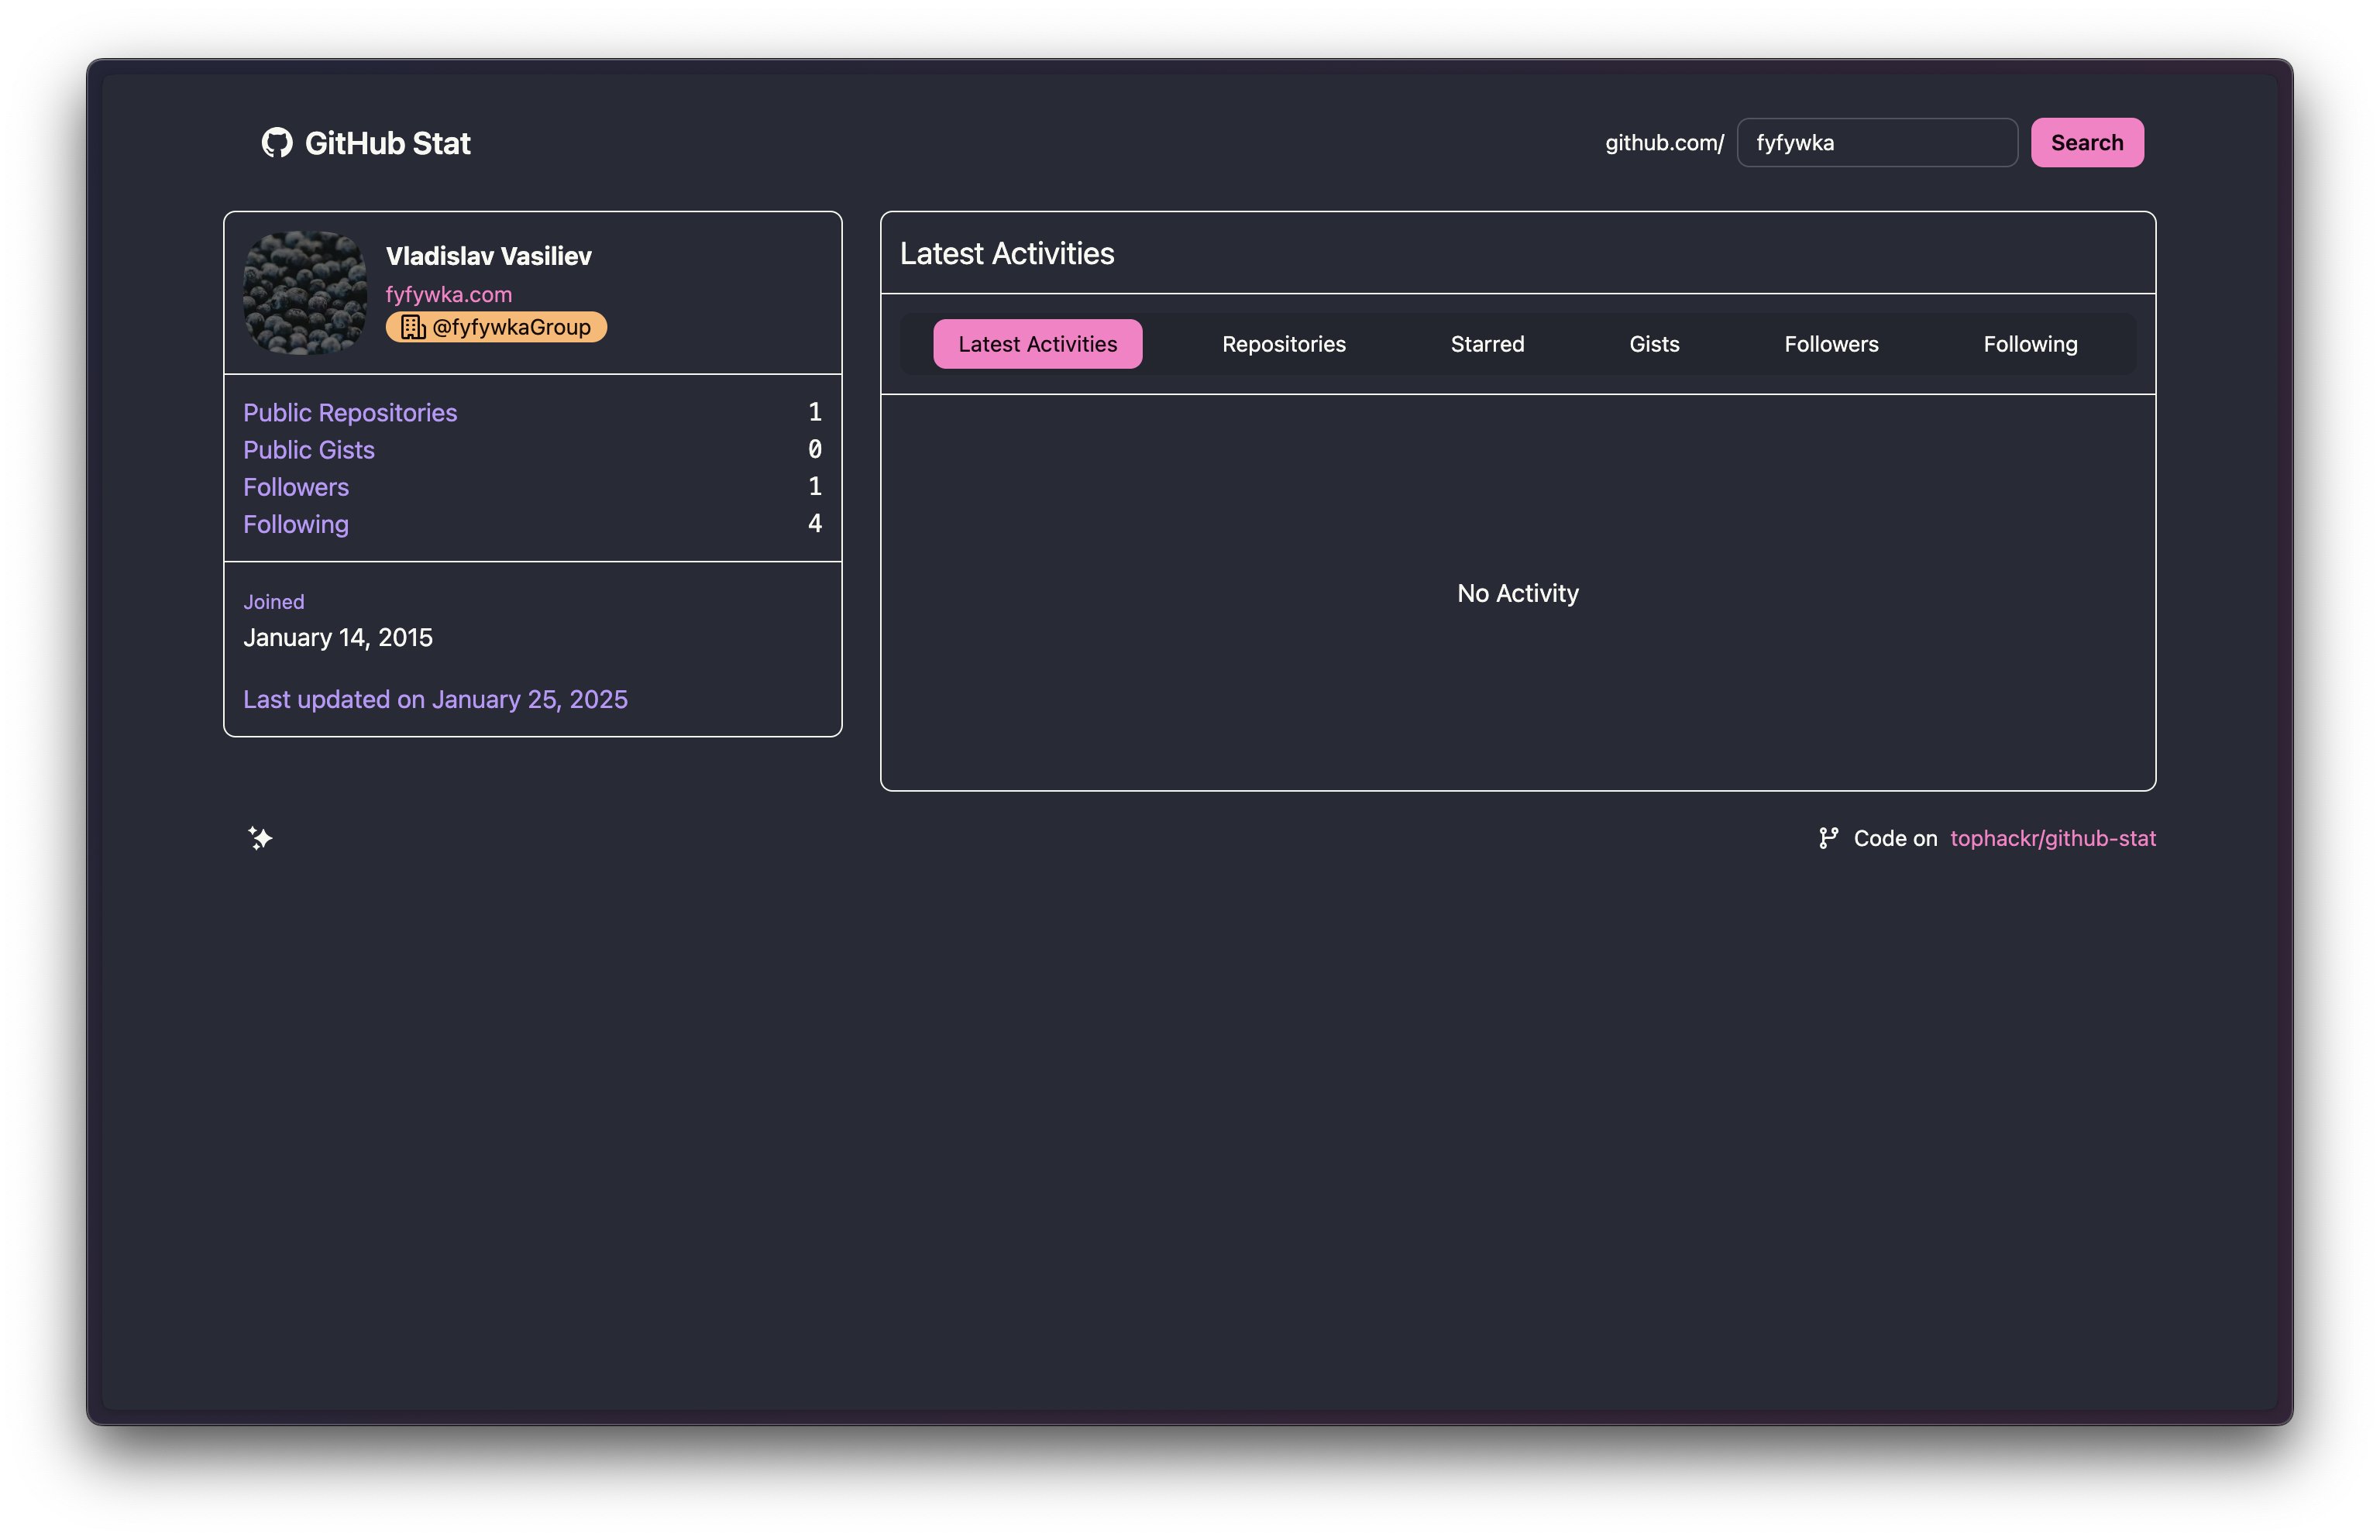 GitHub Stat
github.com/ fyfywka Search
Vladislav Vasiliev
fyfywka.com
@fyfywkaGroup
Public Repositories 1
Public Gists 0
Followers 1
Following 4
Joined
January 14, 2015
Last updated on January 25, 2025
Latest Activities
Latest Activities Repositories Starred Gists Followers Following
No Activity
Code on tophackr/github-stat